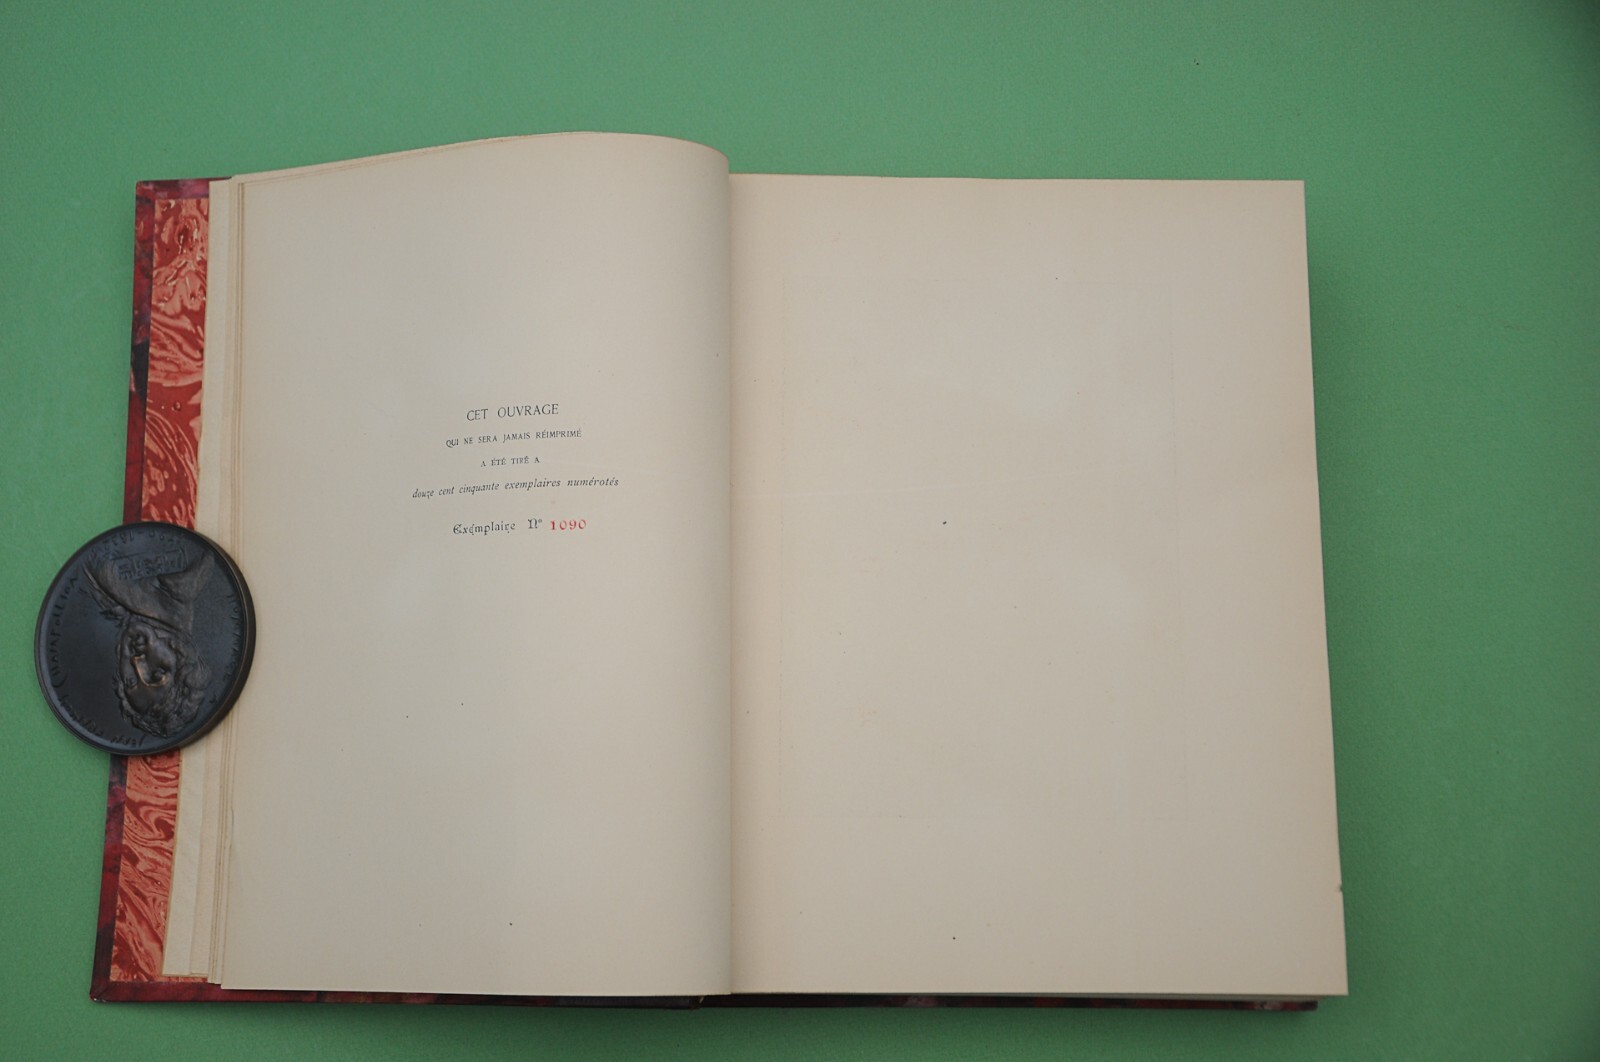 CET OUVRAGE
QUI NE SERA JAMAIS RÉIMPRIMÉ
A ÉTÉ TIRÉ A
douze cent cinquante exemplaires numérotés
Exemplaire No 1090